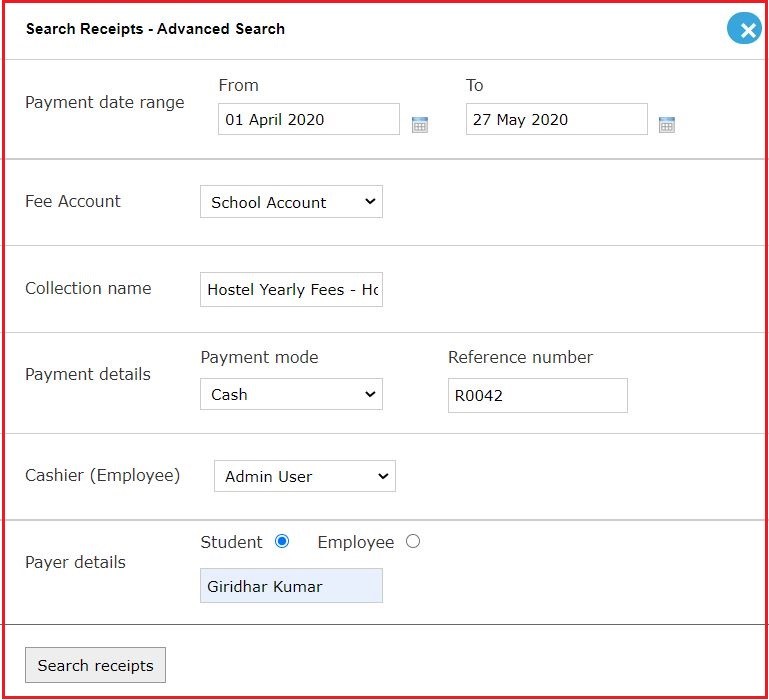 Search Receipts - Advanced Search
From To
Payment date range
01 April 2020 27 May 2020
Fee Account School Account
Collection name Hostel Yearly Fees - Ho
Payment mode Reference number
Payment details
Cash R0042
Cashier (Employee) Admin User
Student Employee
Payer details
Giridhar Kumar
Search receipts